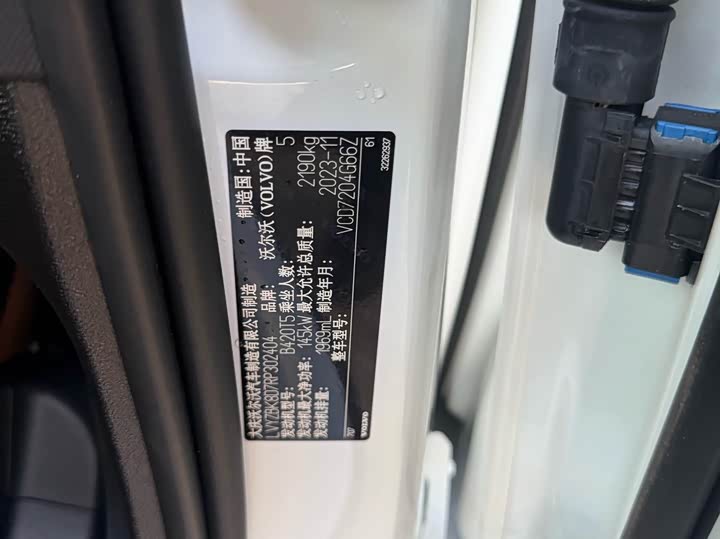 大庆沃尔沃汽车制造有限公司制造 制造国:中国
LVYZBK8D7RP302404 品牌: 沃尔沃(VOLVO)牌
发动机型号: B420T5 乘坐人数: 5
发动机最大净功率: 145kW 最大允许总质量: 2190kg
发动机排量: 1969ml 制造年月: 2023-11
整车型号: VCD7204G66Z
707 61
32262937